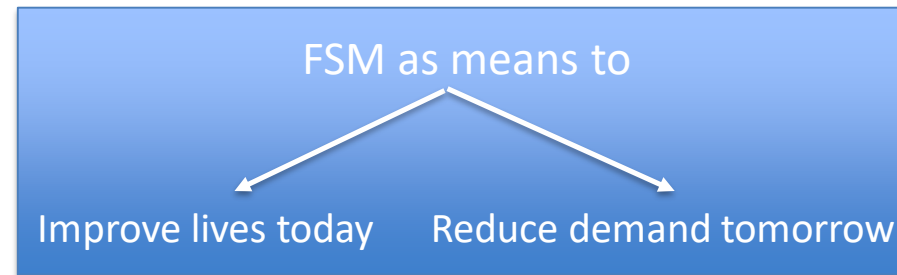 FSM as means to
Improve lives today
Reduce demand tomorrow